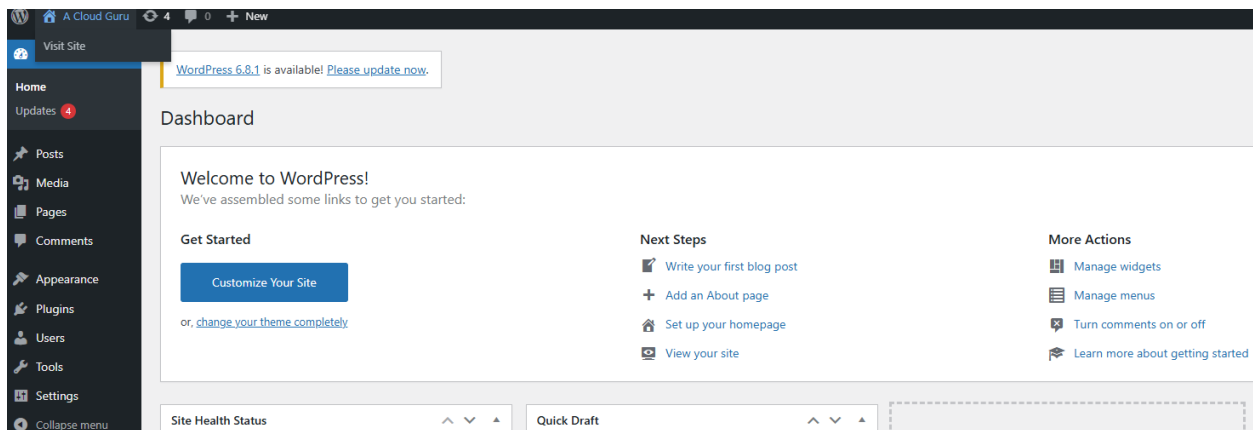 A Cloud Guru 4 0 + New
Visit Site
Home
Updates 4
Posts
Media
Pages
Comments
Appearance
Plugins
Users
Tools
Settings
Collapse menu
WordPress 6.8.1 is available! Please update now.
Dashboard
Welcome to WordPress!
We've assembled some links to get you started:
Get Started
Customize Your Site
or, change your theme completely
Next Steps
Write your first blog post
Add an About page
Set up your homepage
View your site
More Actions
Manage widgets
Manage menus
Turn comments on or off
Learn more about getting started
Site Health Status
Quick Draft